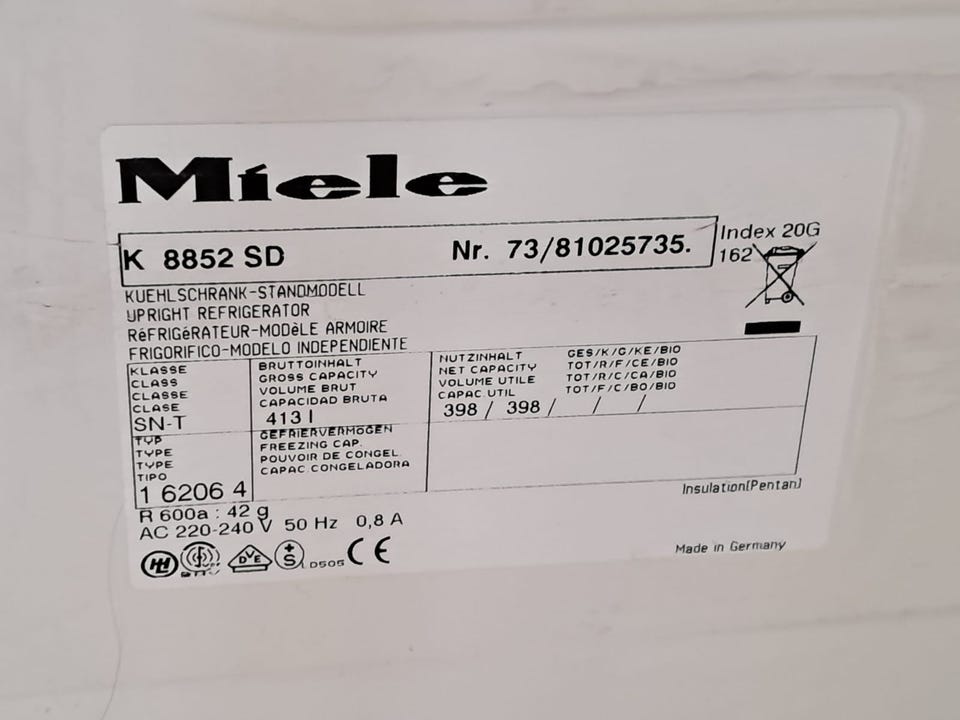 Miele
K 8852 SD Nr. 73/81025735.
Index 20G
162
KUEHLSCHRANK-STANDMODELL
UPRIGHT REFRIGERATOR
RéFRIGéRATEUR-MODèLE ARMOIRE
FRIGORIFICO-MODELO INDEPENDIENTE
KLASSE
CLASS
CLASSE
CLASE
SN-T
BRUTTOINHALT
GROSS CAPACITY
VOLUME BRUT
CAPACIDAD BRUTA
413 l
NUTZINHALT GES/K/G/KE/BIO
NET CAPACITY TOT/R/F/CE/BIO
VOLUME UTILE TOT/R/C/CA/BIO
CAPAC.UTIL TOT/F/C/BO/BIO
398 / 398 / / /
TYP
TYPE
TYPE
TIPO
1 6206 4
GEFRIERVERMOGEN
FREEZING CAP.
POUVOIR DE CONGEL.
CAPAC CONGELADORA
R 600a : 42 g
AC 220-240 V 50 Hz 0,8 A
Insulation(Pentan)
DVE
+S
LD505
CE
Made in Germany